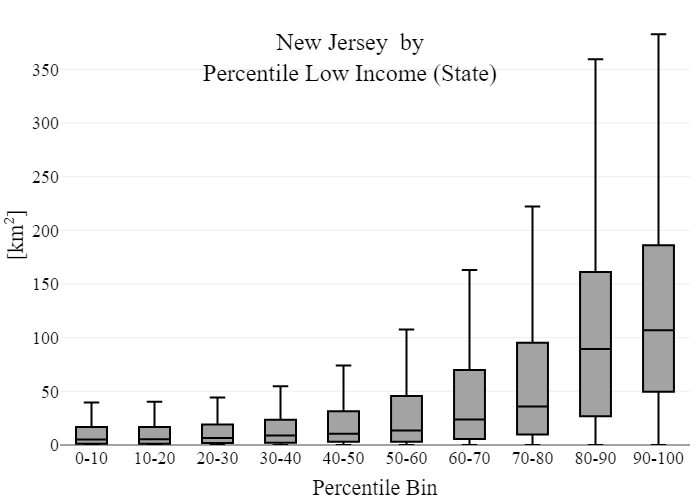 New Jersey by
Percentile Low Income (State)
350
300
250
200
150
100
50
0
[km²]
0-10 10-20 20-30 30-40 40-50 50-60 60-70 70-80 80-90 90-100
Percentile Bin